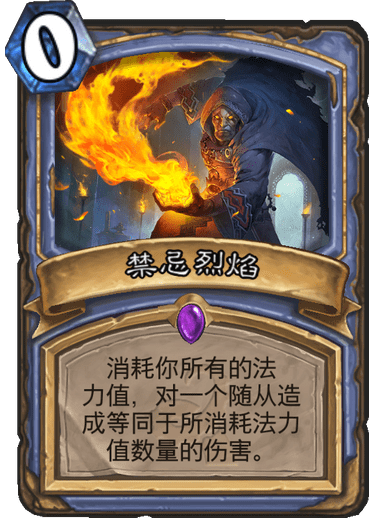 0
禁忌烈焰
消耗你所有的法
力值，对一个随从造
成等同于所消耗法力
值数量的伤害。